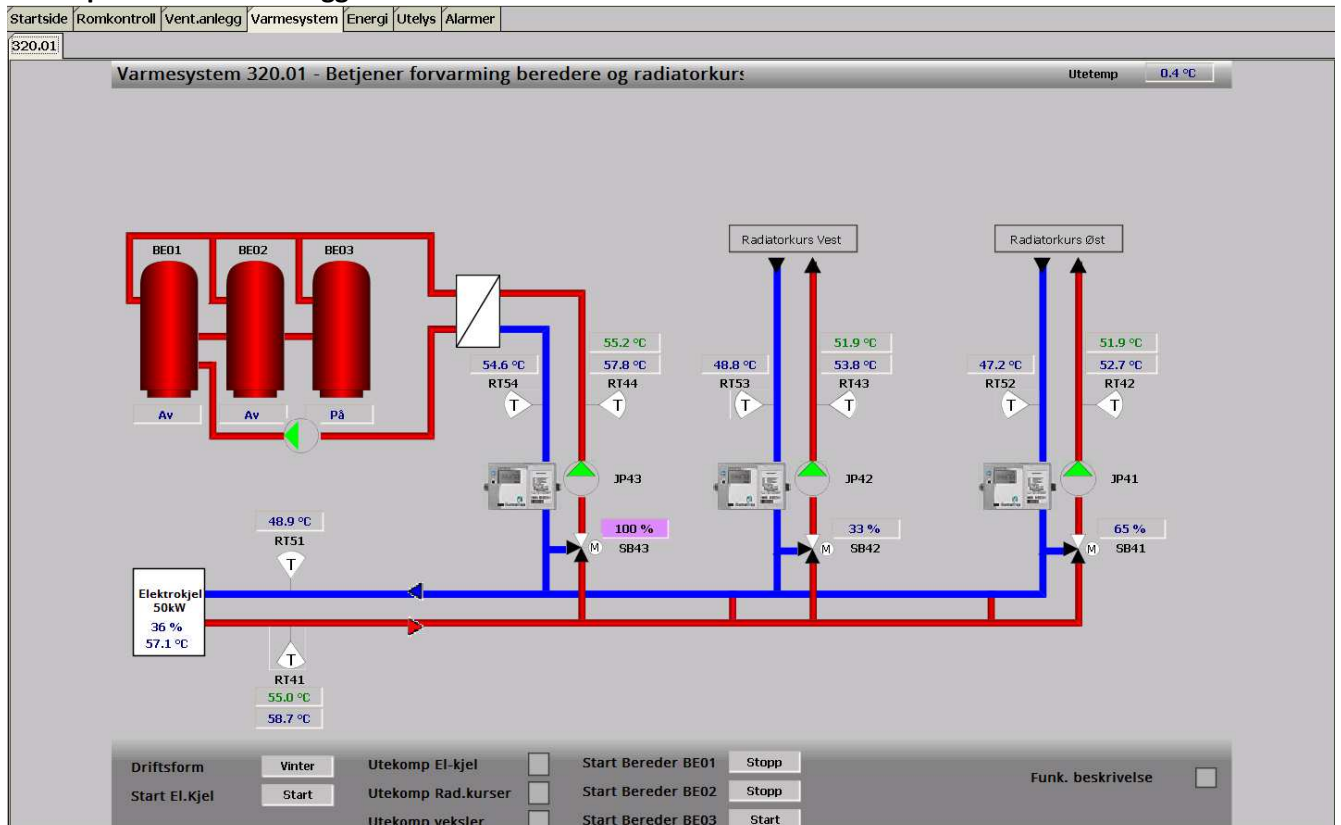 Startside Romkontroll Vent.anlegg Varmesystem Energi Utelys Alarmer
320.01
Varmesystem 320.01 - Betjener forvarming beredere og radiatorkurs
Utetemp 0.4 °C
BE01 BE02 BE03
Radiatorkurs Vest
Radiatorkurs Øst
55.2 °C
51.9 °C
51.9 °C
54.6 °C
57.8 °C
48.8 °C
53.8 °C
47.2 °C
52.7 °C
RT54
RT44
RT53
RT43
RT52
RT42
T T T T T T
Av Av På
JP43
JP42
JP41
48.9 °C
RT51
T
100 %
33 %
65 %
M SB43
M SB42
M SB41
Elektrokjel
50kW
36 %
57.1 °C
T
RT41
55.0 °C
58.7 °C
Driftsform Vinter
Utekomp El-kjel
Start Bereder BE01 Stopp
Funk. beskrivelse
Start El.Kjel Start
Utekomp Rad.kurser
Start Bereder BE02 Stopp
Utekomp veksler
Start Bereder BE03 Start